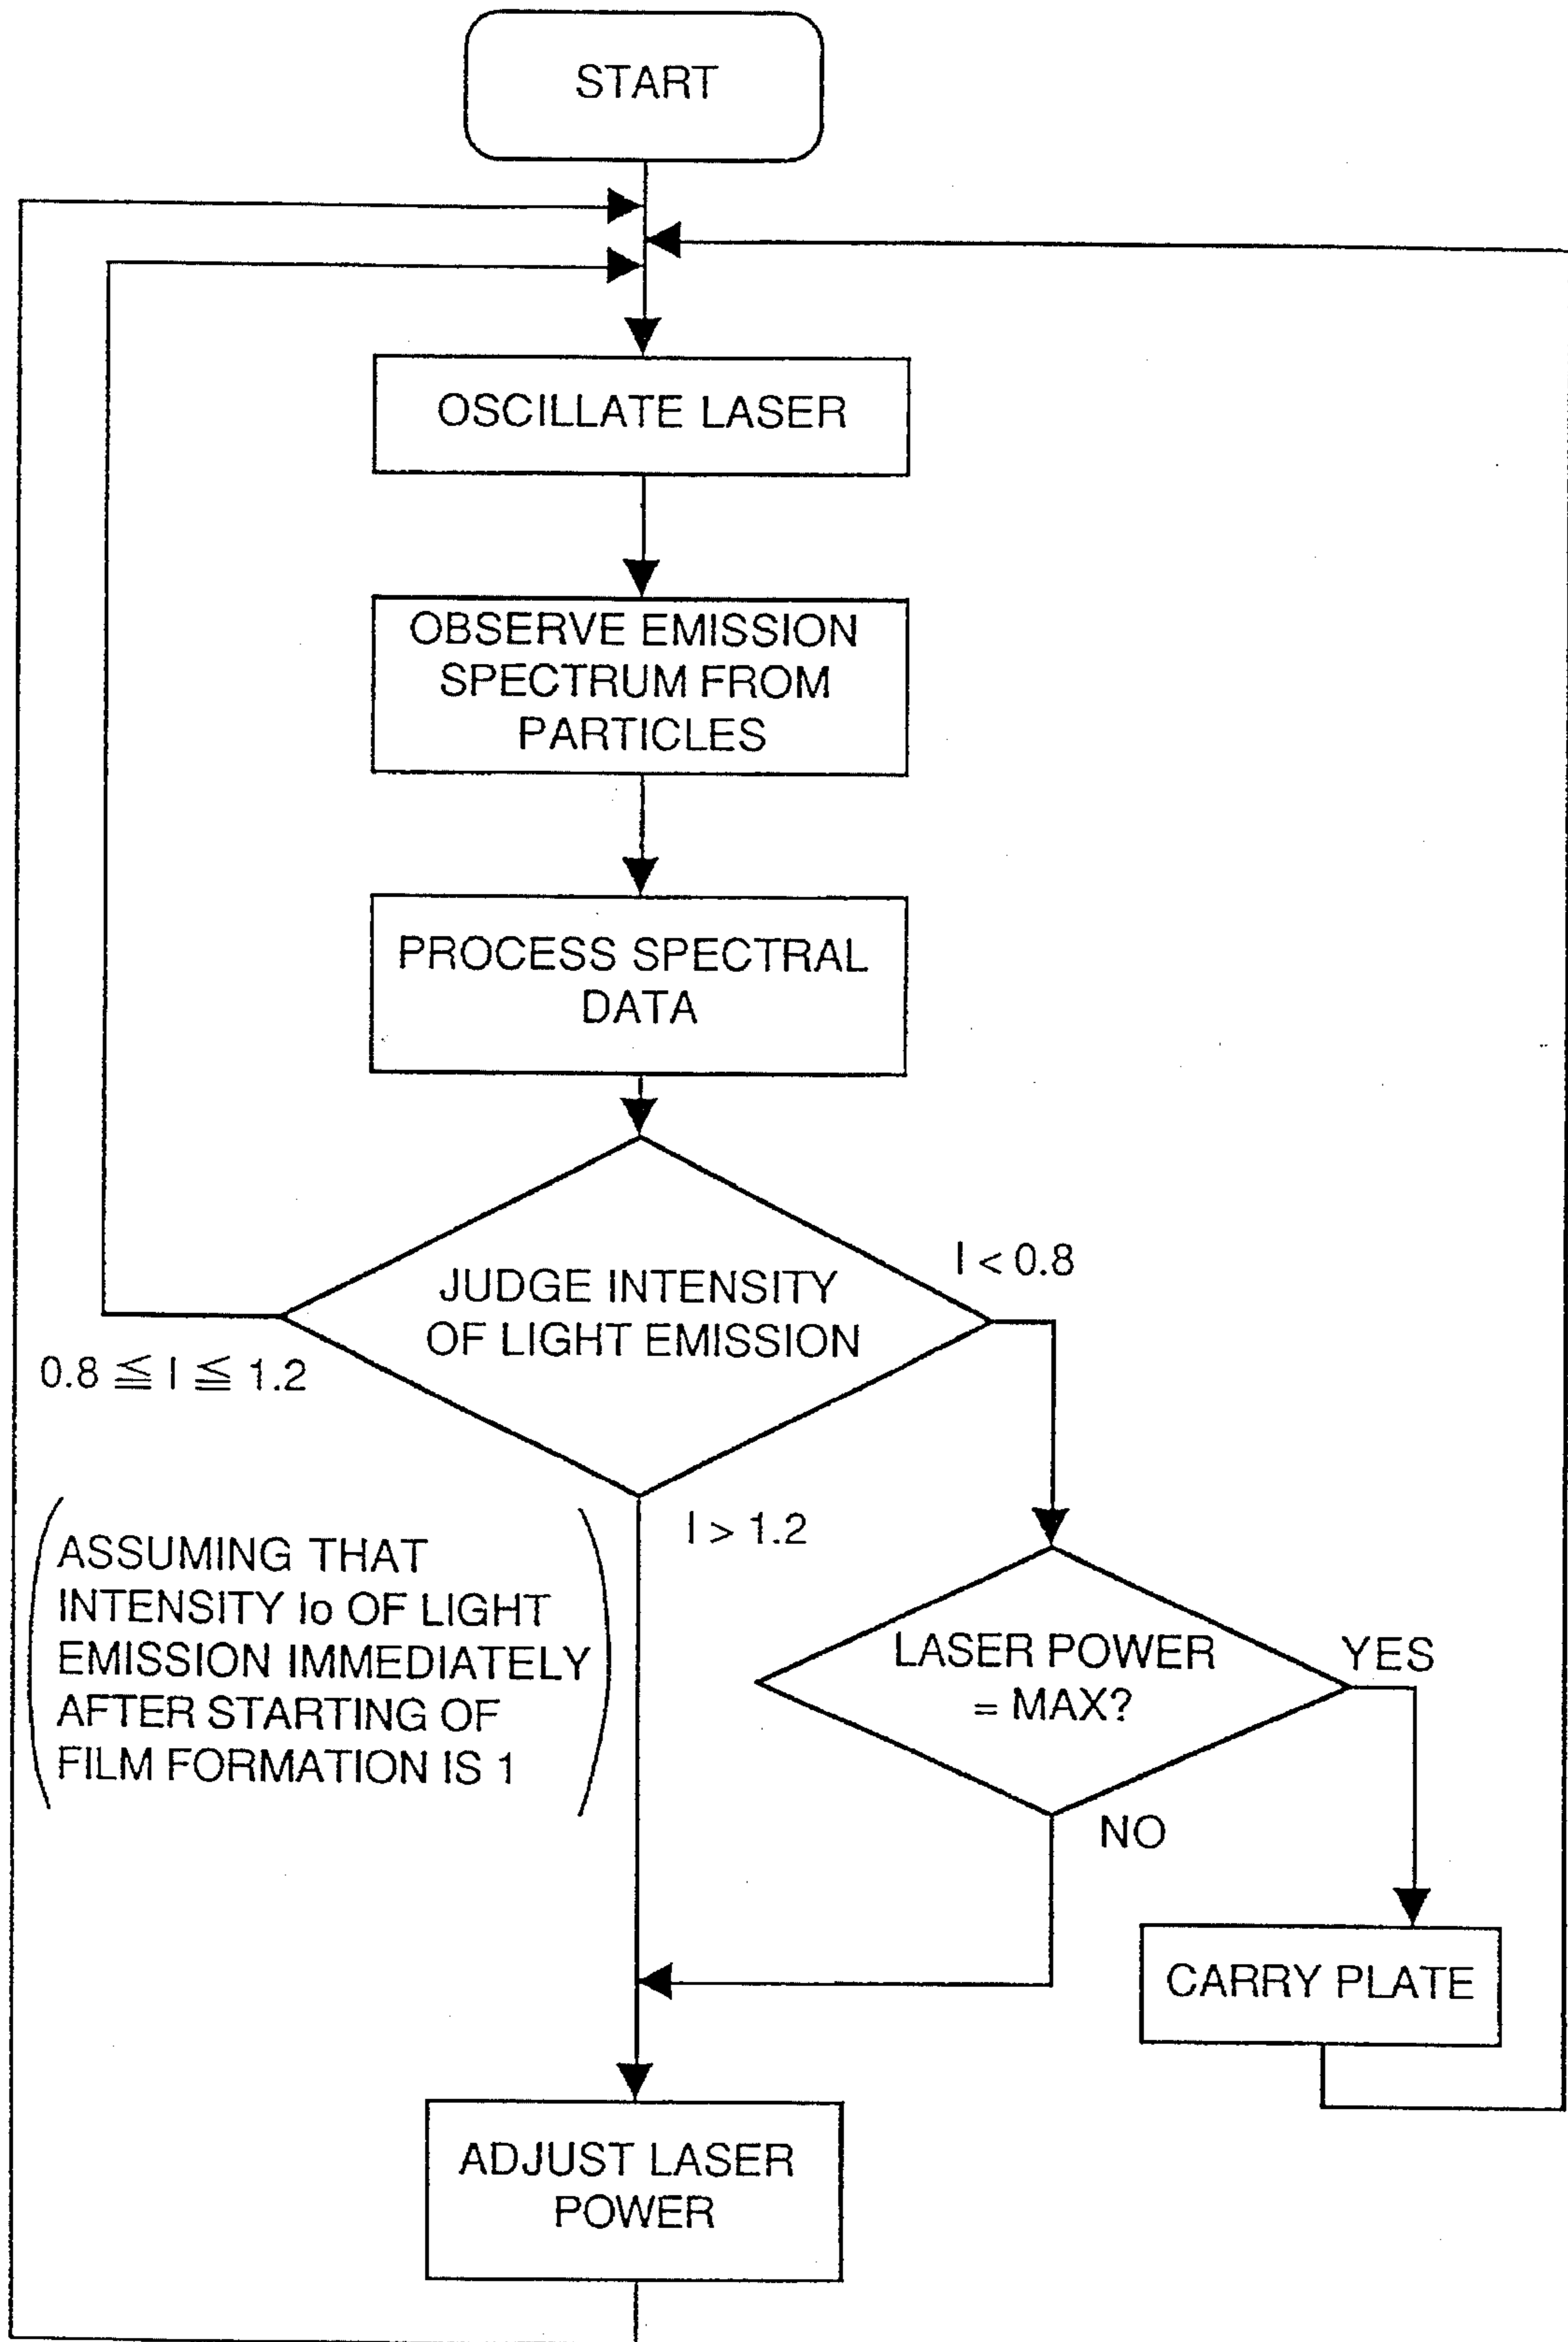 START
OSCILLATE LASER
OBSERVE EMISSION
SPECTRUM FROM
PARTICLES
PROCESS SPECTRAL
DATA
JUDGE INTENSITY
OF LIGHT EMISSION
I < 0.8
0.8 ≦ I ≦ 1.2
I > 1.2
ASSUMING THAT
INTENSITY Io OF LIGHT
EMISSION IMMEDIATELY
AFTER STARTING OF
FILM FORMATION IS 1
LASER POWER
= MAX?
YES
NO
CARRY PLATE
ADJUST LASER
POWER